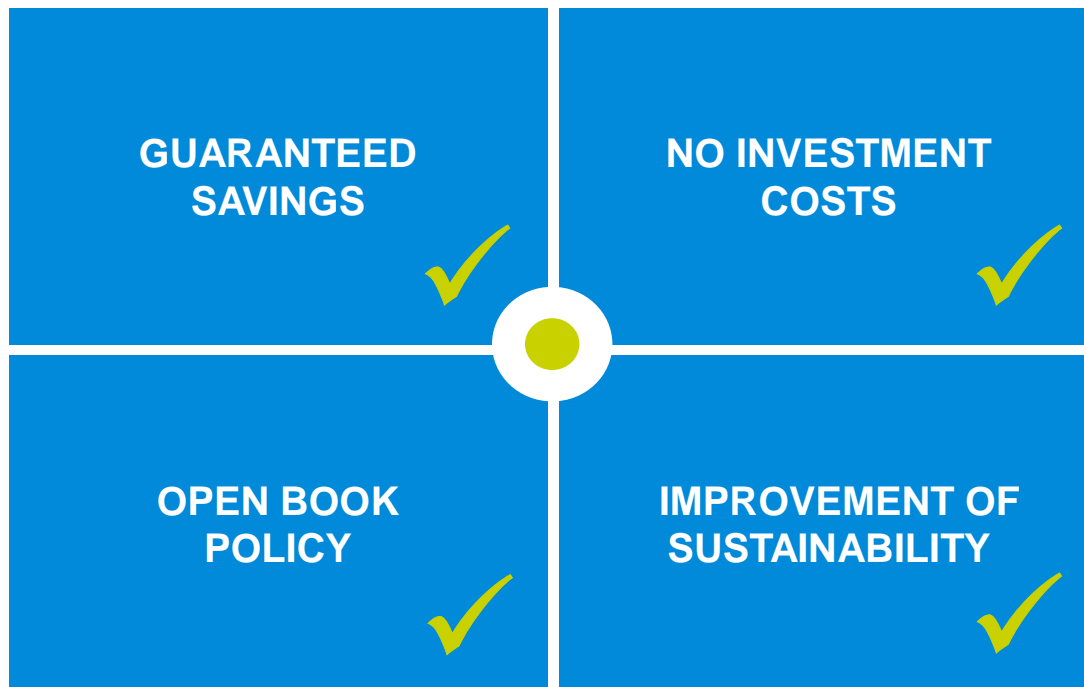 GUARANTEED
SAVINGS
NO INVESTMENT
COSTS
OPEN BOOK
POLICY
IMPROVEMENT OF
SUSTAINABILITY